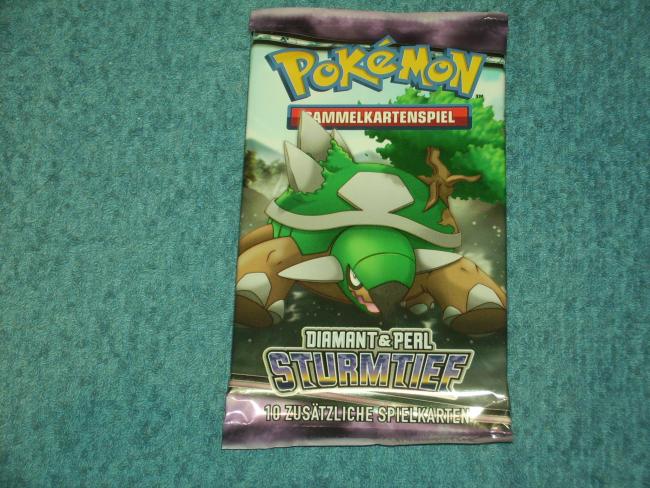 POKéMON
SAMMELKARTENSPIEL
DIAMANT & PERL
STURMTIEF
10 ZUSÄTZLICHE SPIELKARTEN